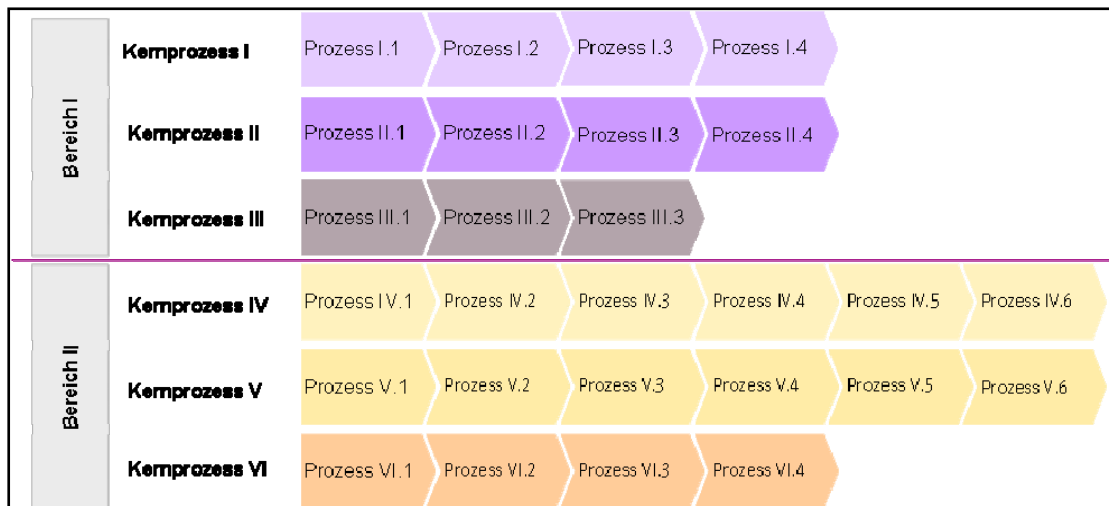 Bereich I
Kernprozess I
Prozess I.1
Prozess I.2
Prozess I.3
Prozess I.4
Kernprozess II
Prozess II.1
Prozess II.2
Prozess II.3
Prozess II.4
Kernprozess III
Prozess III.1
Prozess III.2
Prozess III.3
Bereich II
Kernprozess IV
Prozess IV.1
Prozess IV.2
Prozess IV.3
Prozess IV.4
Prozess IV.5
Prozess IV.6
Kernprozess V
Prozess V.1
Prozess V.2
Prozess V.3
Prozess V.4
Prozess V.5
Prozess V.6
Kernprozess VI
Prozess VI.1
Prozess VI.2
Prozess VI.3
Prozess VI.4